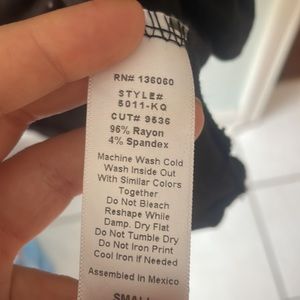 RN# 136060
STYLE#
5011-KQ
CUT# 9536
96% Rayon
4% Spandex
Machine Wash Cold
Wash Inside Out
With Similar Colors
Together
Do Not Bleach
Reshape While
Damp. Dry Flat
Do Not Tumble Dry
Do Not Iron Print
Cool Iron if Needed
Assembled in Mexico